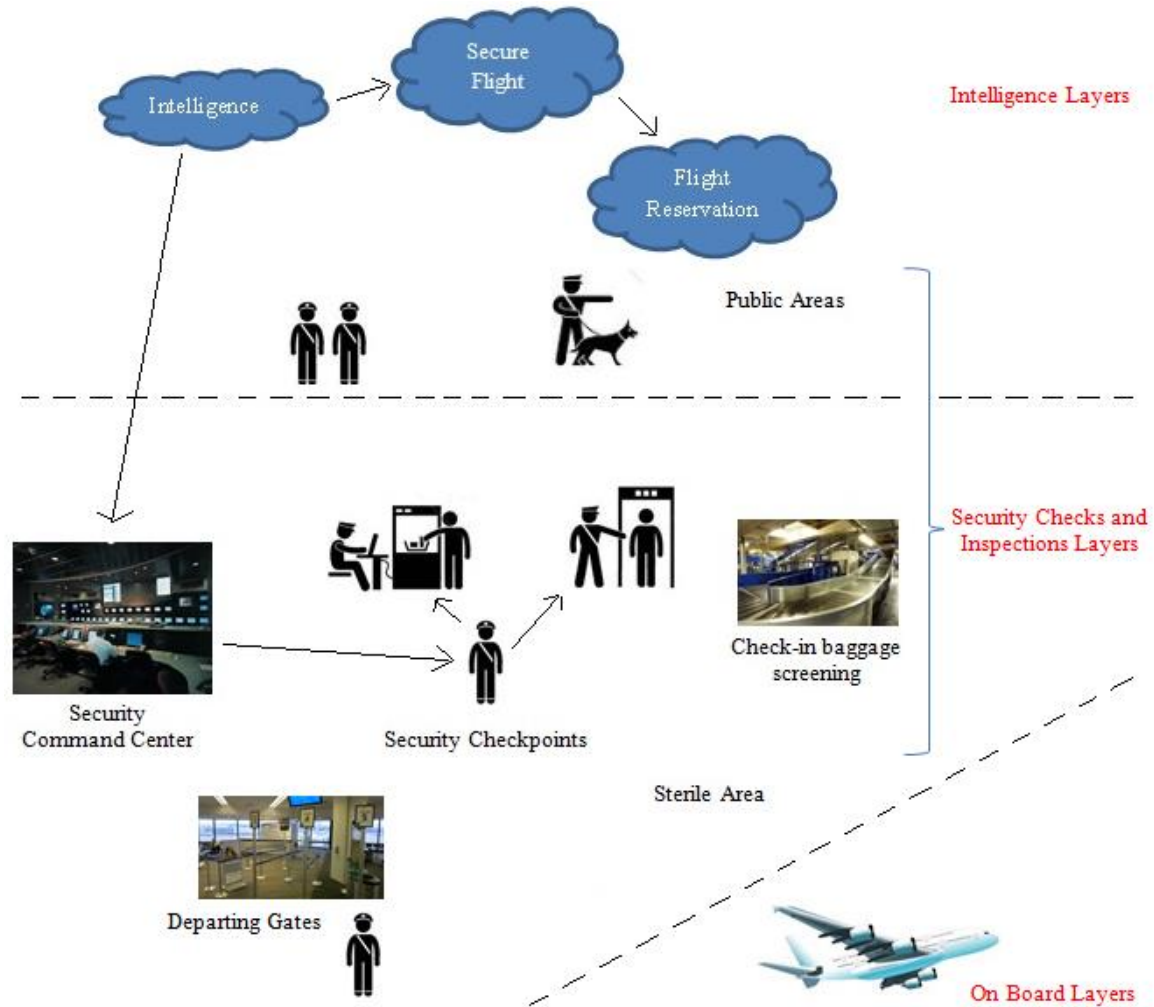 Secure
Flight
Intelligence
Intelligence Layers
Flight
Reservation
Public Areas
Security Checks and
Inspections Layers
Check-in baggage
screening
Security
Command Center
Security Checkpoints
Sterile Area
Departing Gates
On Board Layers